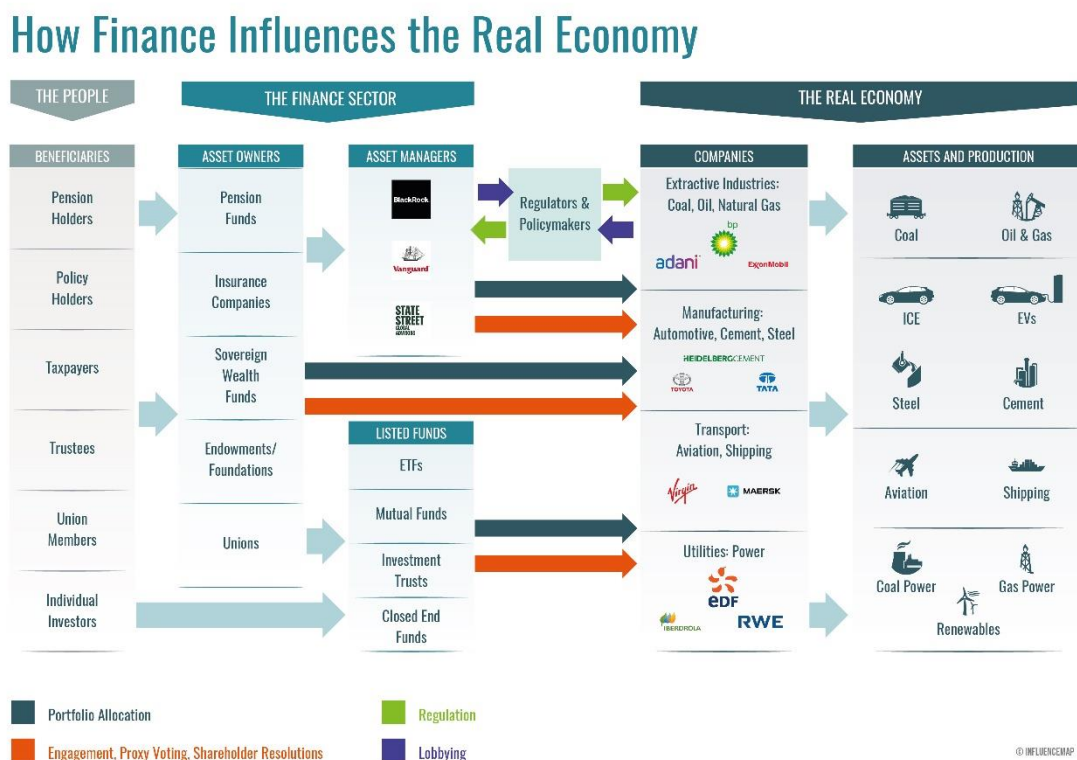 How Finance Influences the Real Economy
THE PEOPLE
THE FINANCE SECTOR
THE REAL ECONOMY
BENEFICIARIES
Pension
Holders
Policy
Holders
Taxpayers
Trustees
Union
Members
Individual
Investors
ASSET OWNERS
Pension
Funds
Insurance
Companies
Sovereign
Wealth
Funds
Endowments/
Foundations
Unions
ASSET MANAGERS
BlackRock
Vanguard
STATE
STREET
GLOBAL
ADVISORS
LISTED FUNDS
ETFs
Mutual Funds
Investment
Trusts
Closed End
Funds
Regulators &
Policymakers
COMPANIES
Extractive Industries:
Coal, Oil, Natural Gas
bp
adani
ExxonMobil
Manufacturing:
Automotive, Cement, Steel
HEIDELBERGCEMENT
TOYOTA
TATA
Transport:
Aviation, Shipping
Virgin
MAERSK
Utilities: Power
eDF
IBERDROLA
RWE
ASSETS AND PRODUCTION
Coal
Oil & Gas
ICE
EVs
Steel
Cement
Aviation
Shipping
Coal Power
Gas Power
Renewables
Portfolio Allocation
Regulation
Engagement, Proxy Voting, Shareholder Resolutions
Lobbying
© INFLUENCEMAP